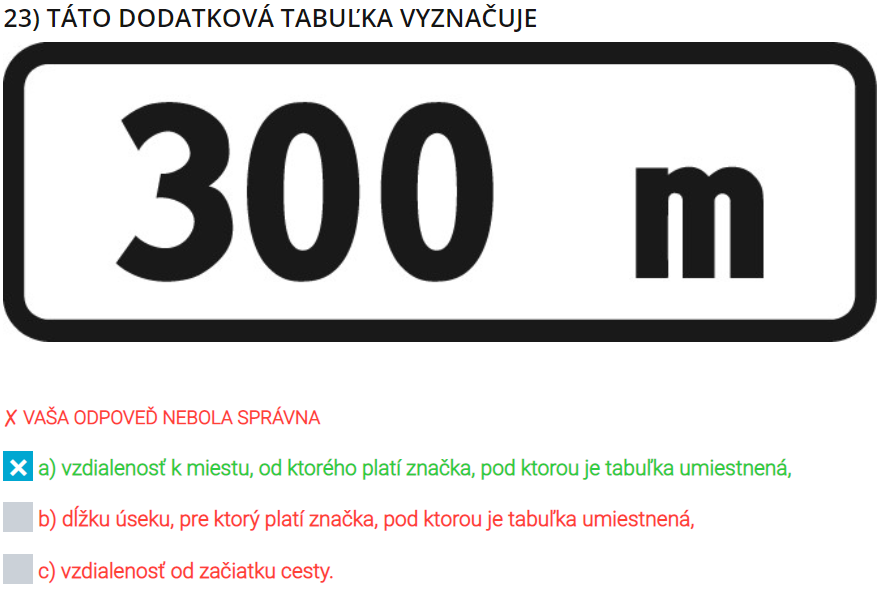 23) TÁTO DODATKOVÁ TABUĽKA VYZNAČUJE
300 m
✗ VAŠA ODPOVEĎ NEBOLA SPRÁVNA
a) vzdialenosť k miestu, od ktorého platí značka, pod ktorou je tabuľka umiestnená,
b) dĺžku úseku, pre ktorý platí značka, pod ktorou je tabuľka umiestnená,
c) vzdialenosť od začiatku cesty.